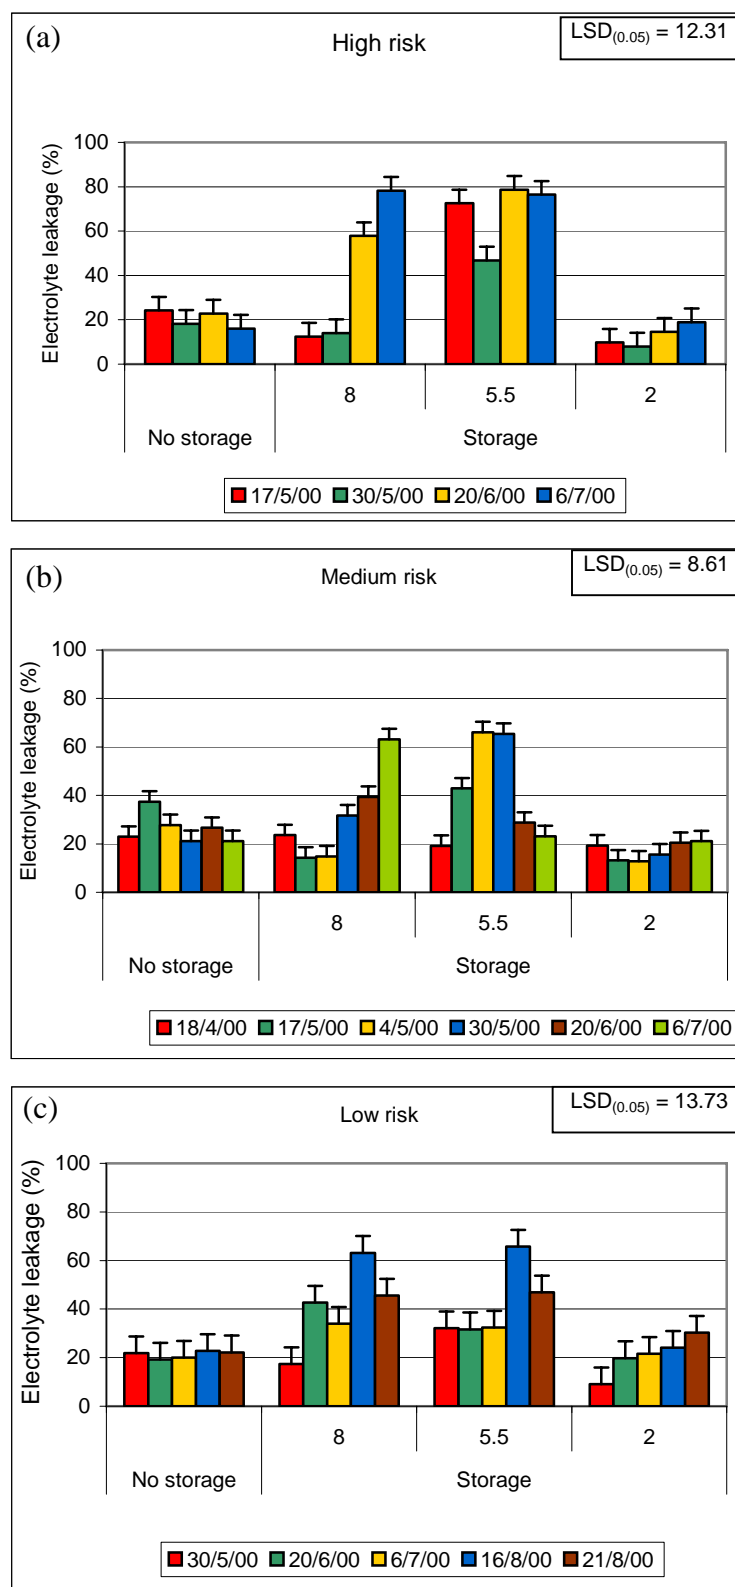 (a)
High risk
LSD(0.05) = 12.31
Electrolyte leakage (%)
100
80
60
40
20
0
8 5.5 2
No storage Storage
17/5/00 30/5/00 20/6/00 6/7/00
(b)
Medium risk
LSD(0.05) = 8.61
Electrolyte leakage (%)
100
80
60
40
20
0
8 5.5 2
No storage Storage
18/4/00 17/5/00 4/5/00 30/5/00 20/6/00 6/7/00
(c)
Low risk
LSD(0.05) = 13.73
Electrolyte leakage (%)
100
80
60
40
20
0
8 5.5 2
No storage Storage
30/5/00 20/6/00 6/7/00 16/8/00 21/8/00